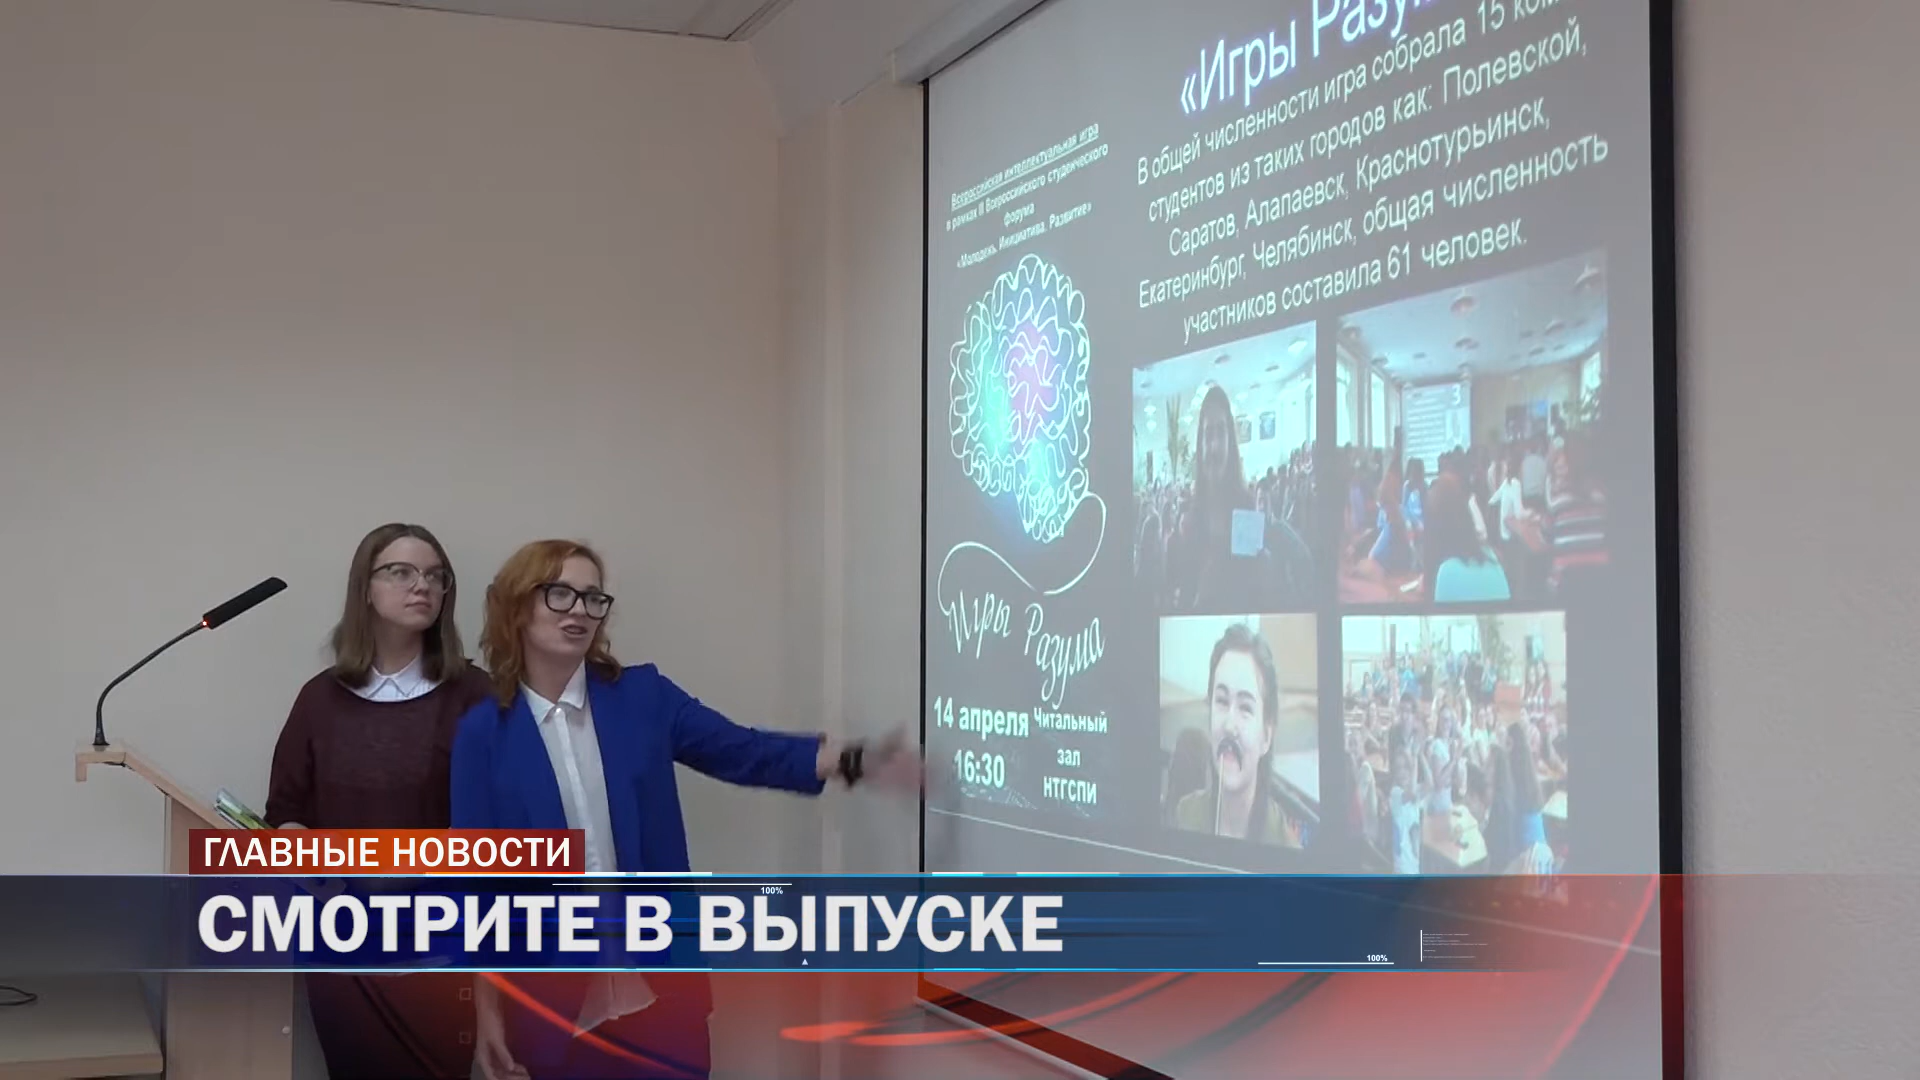 «Игры
В общей численности игра собрала 15
студентов из таких городов как: Полевской,
Саратов, Алапаевск, Краснотурьинск,
Екатеринбург, Челябинск, общая численность
участников составила 61 человек.
Всероссийская интеллектуальная игра
в рамках III Всероссийского студенческого
форума
«Молодежь. Инициатива. Развитие»
Игры Разума
14 апреля
16:30
Читальный
зал
НТГСПИ
ГЛАВНЫЕ НОВОСТИ
100%
СМОТРИТЕ В ВЫПУСКЕ
100%